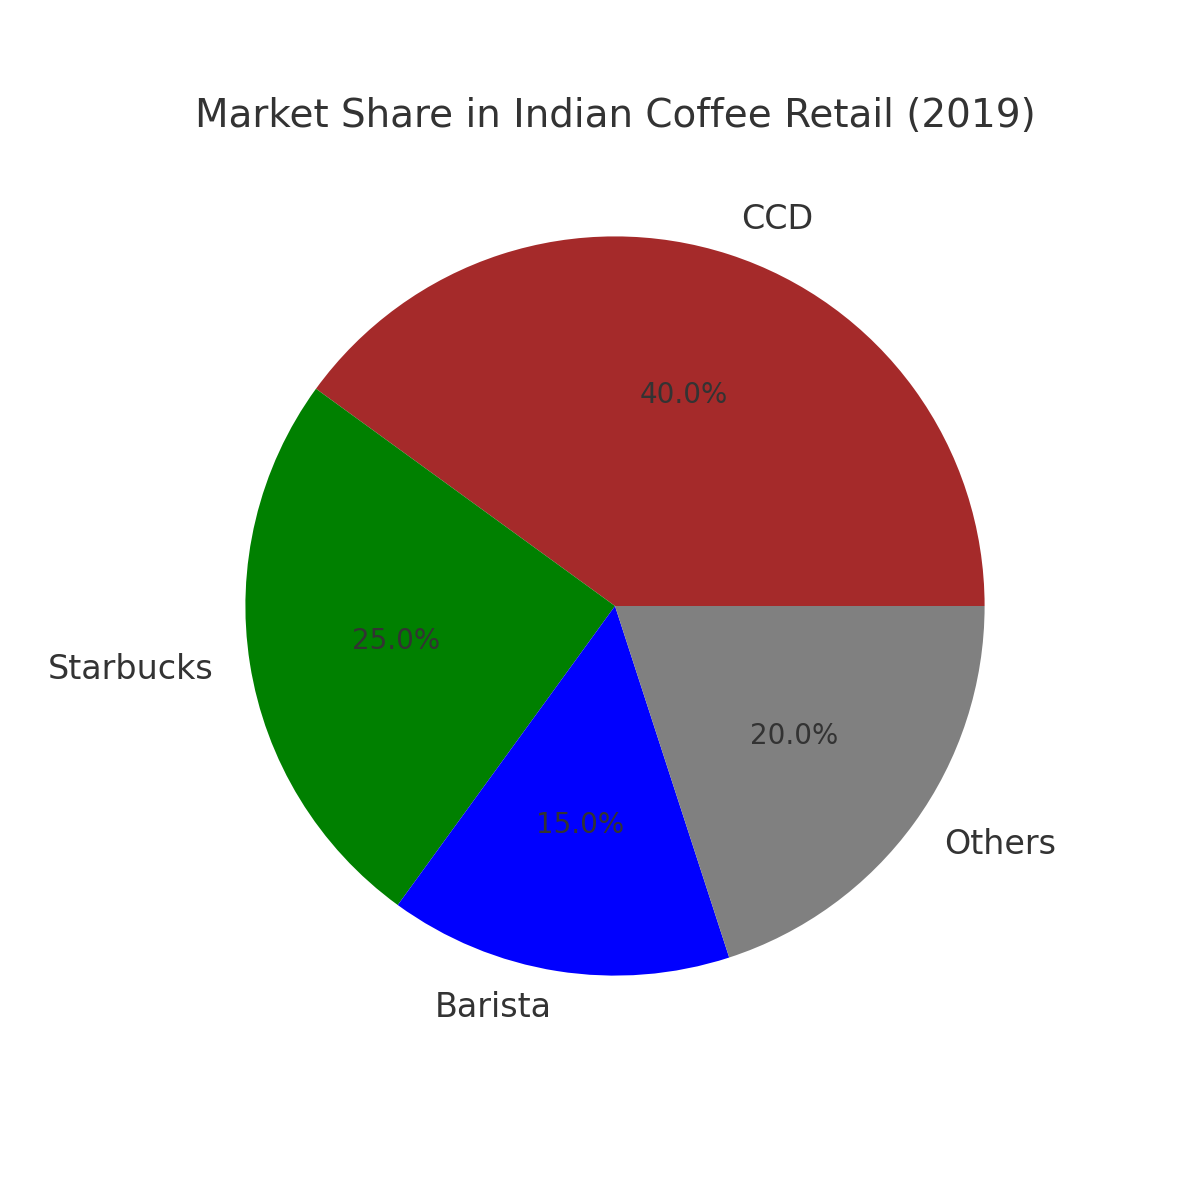 Market Share in Indian Coffee Retail (2019)
CCD
40.0%
Starbucks
25.0%
20.0%
15.0%
Others
Barista